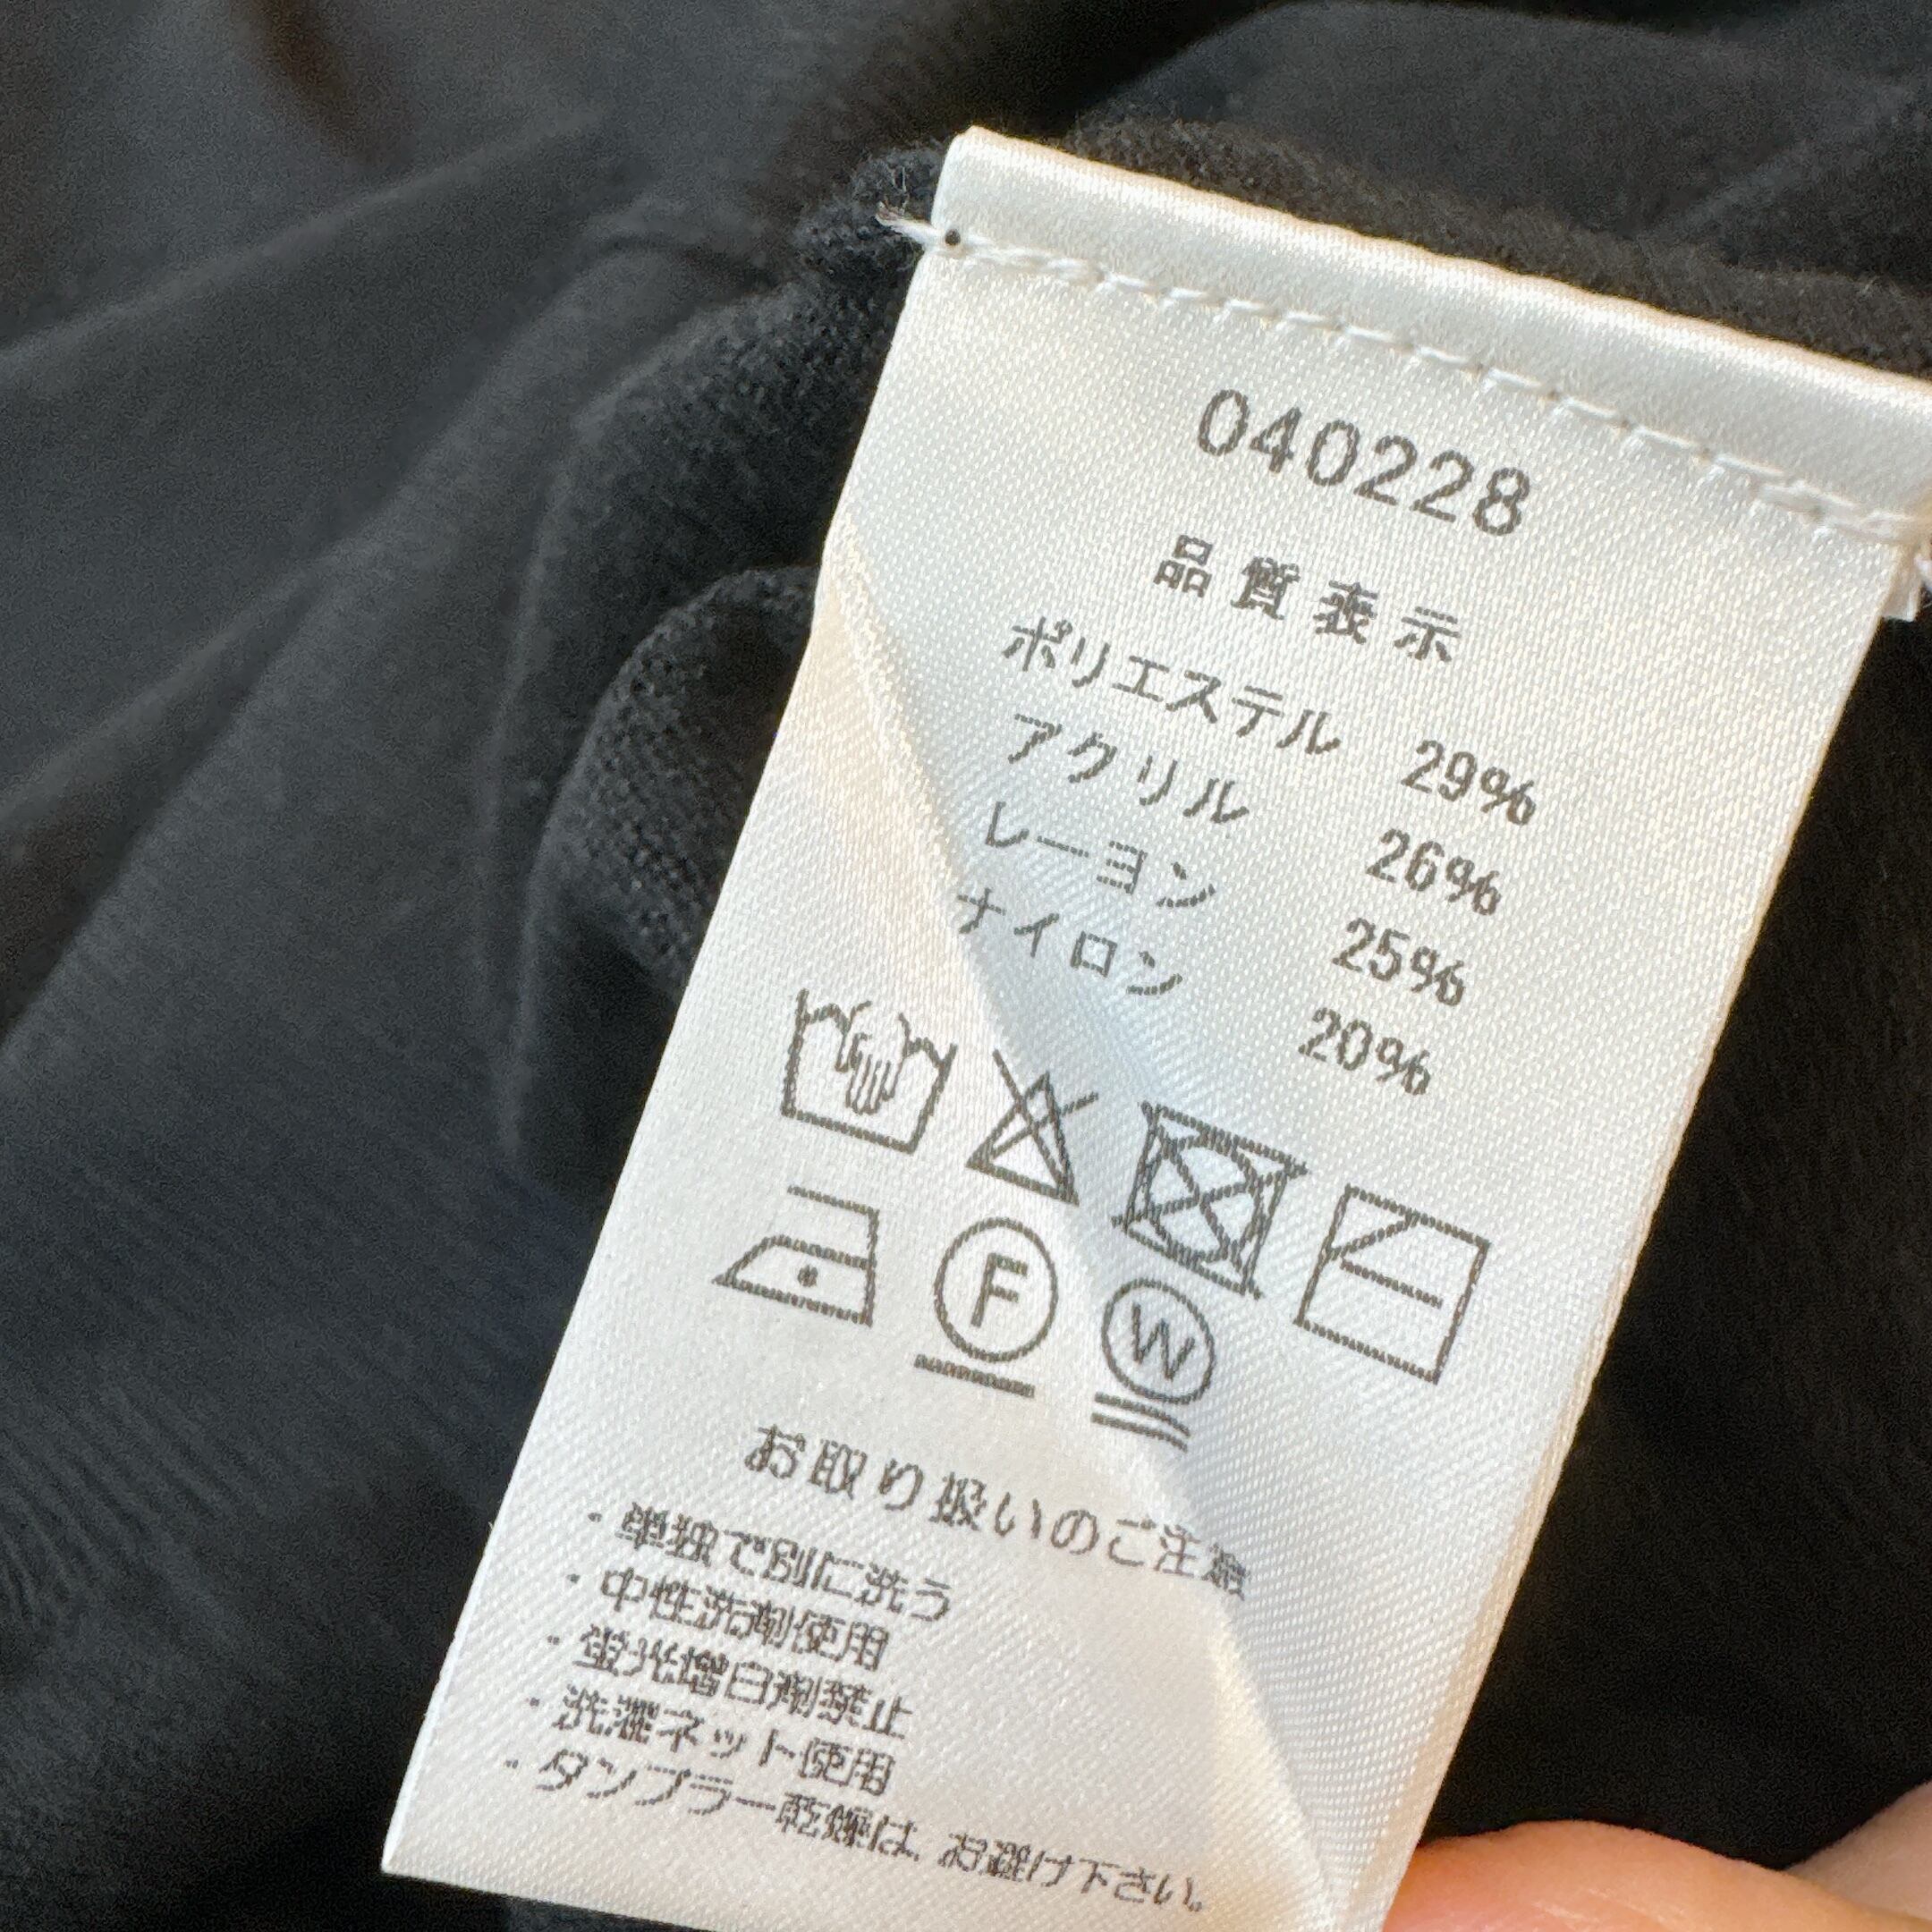 040228
品質表示
ポリエステル 29%
アクリル 26%
レーヨン 25%
ナイロン 20%
F
W
お取り扱いのご注意
・単独で別に洗う
・中性洗剤使用
・蛍光増白剤禁止
・洗濯ネット使用
・タンブラー乾燥は、お避け下さい。